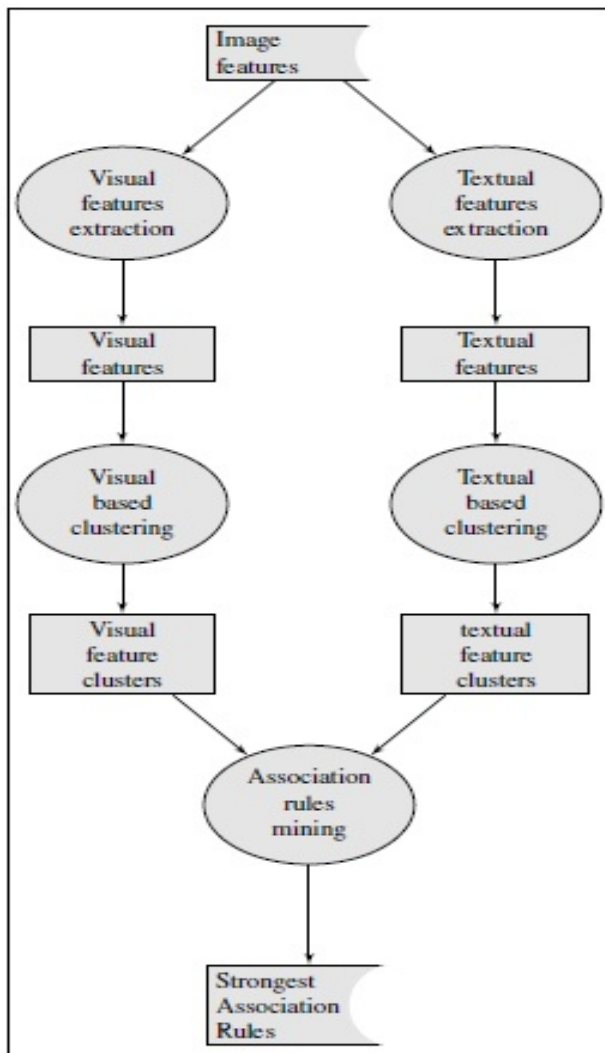 Image
features
Visual
features
extraction
Textual
features
extraction
Visual
features
Textual
features
Visual
based
clustering
Textual
based
clustering
Visual
feature
clusters
textual
feature
clusters
Association
rules
mining
Strongest
Association
Rules